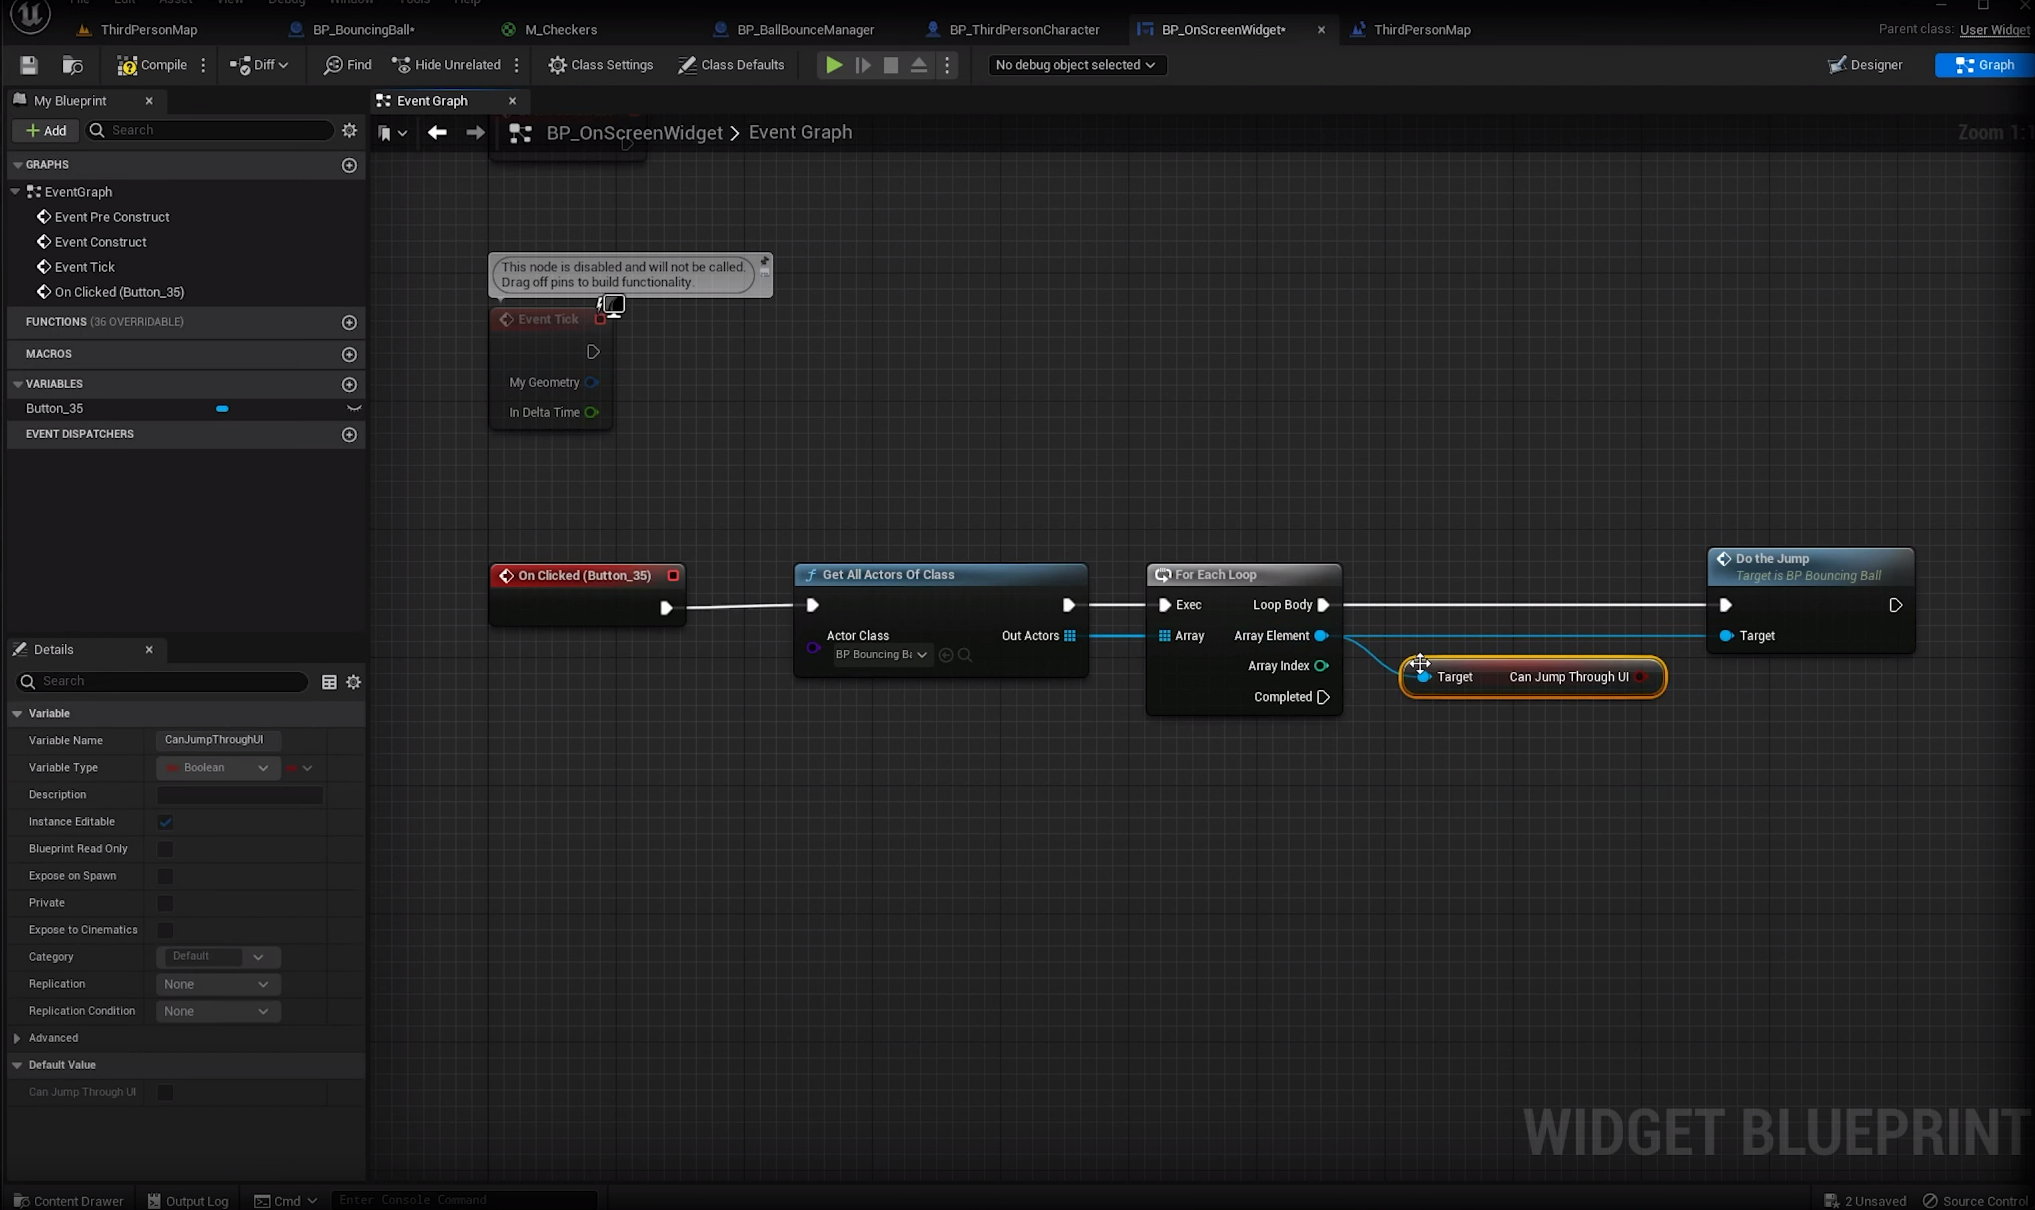 File Edit Asset View Debug Window Tools Help
ThirdPersonMap BP_BouncingBall* M_Checkers BP_BallBounceManager BP_ThirdPersonCharacter BP_OnScreenWidget* ThirdPersonMap Parent class: User Widget
Compile Diff Find Hide Unrelated Class Settings Class Defaults No debug object selected Designer Graph
My Blueprint
Event Graph
Add Search
BP_OnScreenWidget > Event Graph
Zoom 1:
GRAPHS
EventGraph
Event Pre Construct
Event Construct
Event Tick
On Clicked (Button_35)
FUNCTIONS (36 OVERRIDABLE)
MACROS
VARIABLES
Button_35
EVENT DISPATCHERS
This node is disabled and will not be called.
Drag off pins to build functionality.
Event Tick
My Geometry
In Delta Time
On Clicked (Button_35)
Get All Actors Of Class
Actor Class
BP Bouncing Ba
Out Actors
For Each Loop
Exec Loop Body
Array Array Element
Array Index
Completed
Target Can Jump Through UI
Do the Jump
Target is BP Bouncing Ball
Target
Details
Search
Variable
Variable Name CanJumpThroughUI
Variable Type Boolean
Description
Instance Editable
Blueprint Read Only
Expose on Spawn
Private
Expose to Cinematics
Category Default
Replication None
Replication Condition None
Advanced
Default Value
Can Jump Through UI
WIDGET BLUEPRINT
Content Drawer Output Log Cmd Enter Console Command 2 Unsaved Source Control